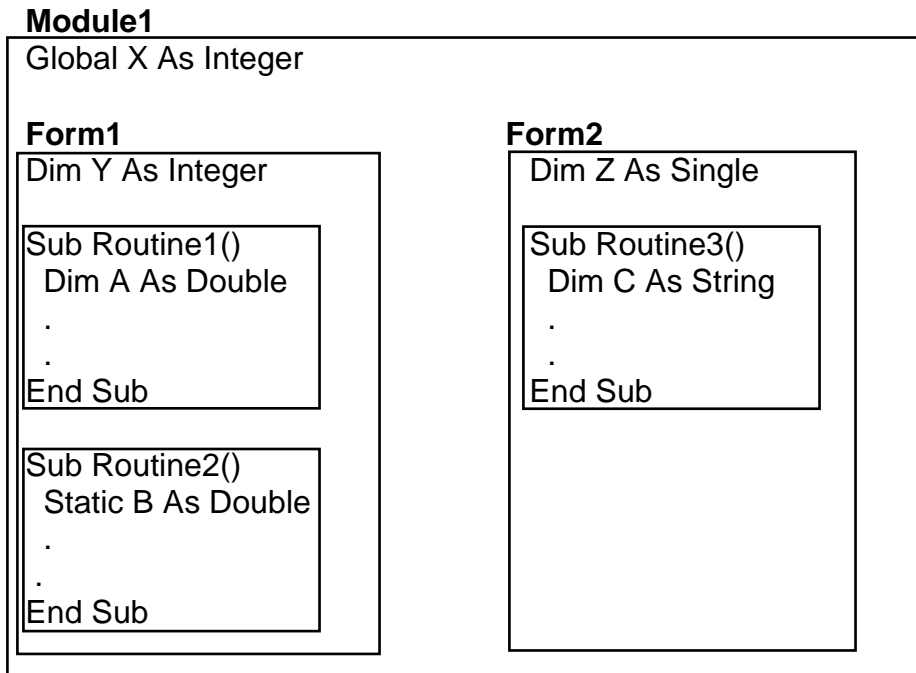 Module1
Global X As Integer
Form1
Dim Y As Integer
Sub Routine1()
Dim A As Double
.
.
End Sub
Sub Routine2()
Static B As Double
.
.
End Sub
Form2
Dim Z As Single
Sub Routine3()
Dim C As String
.
.
End Sub